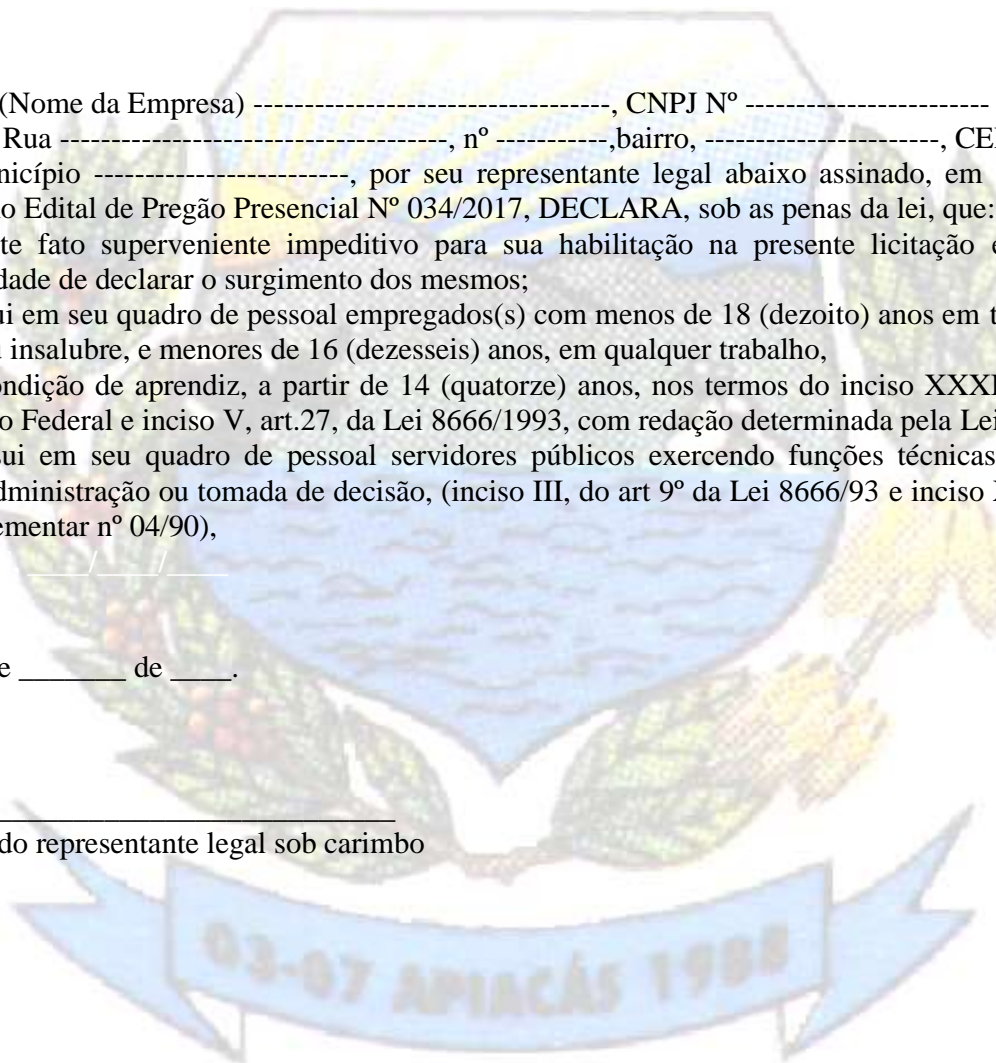 (Nome da Empresa) -----------------------------------, CNPJ Nº ------------------------
Rua --------------------------------------, nº -----------,bairro, -----------------------, CE
nicípio -------------------------, por seu representante legal abaixo assinado, em
o Edital de Pregão Presencial Nº 034/2017, DECLARA, sob as penas da lei, que:
te fato superveniente impeditivo para sua habilitação na presente licitação e
dade de declarar o surgimento dos mesmos;
ui em seu quadro de pessoal empregados(s) com menos de 18 (dezoito) anos em t
u insalubre, e menores de 16 (dezesseis) anos, em qualquer trabalho,
ondição de aprendiz, a partir de 14 (quatorze) anos, nos termos do inciso XXXI
o Federal e inciso V, art.27, da Lei 8666/1993, com redação determinada pela Lei
sui em seu quadro de pessoal servidores públicos exercendo funções técnicas
dministração ou tomada de decisão, (inciso III, do art 9º da Lei 8666/93 e inciso
ementar nº 04/90),
____/____/____
e _______ de ____.
do representante legal sob carimbo
03-07 APIACÁS 1988